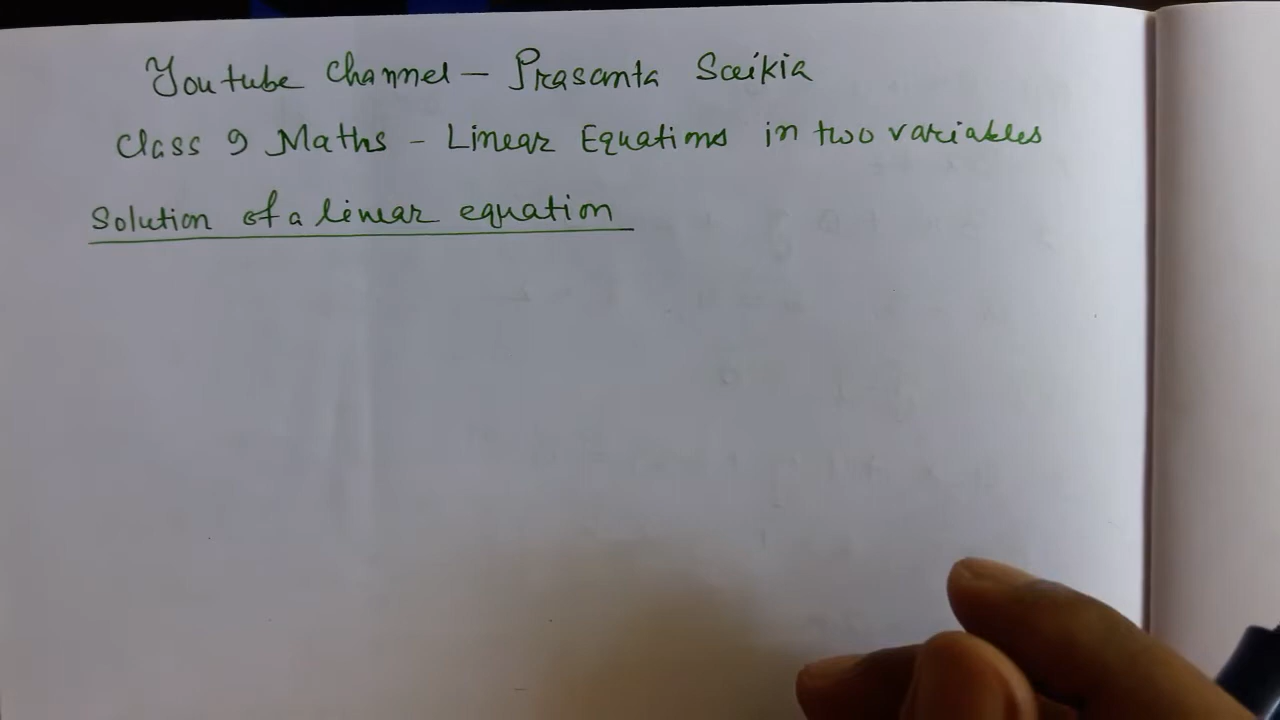 Youtube channel - Prasanta Saikia
Class 9 Maths - Linear Equations in two variables
Solution of a linear equation